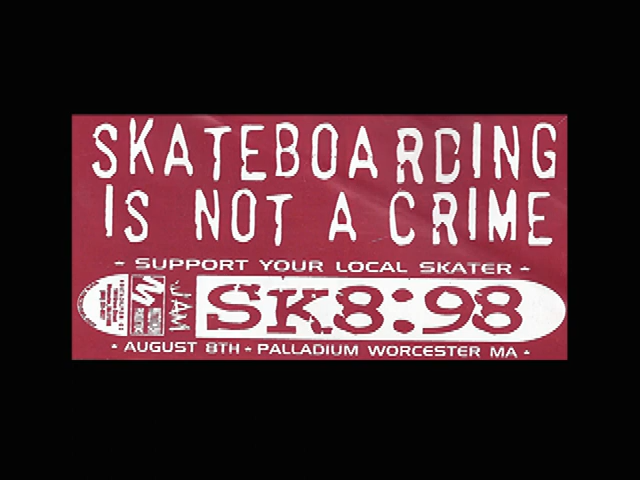 SKATEBOARDING
IS NOT A CRIME
SUPPORT YOUR LOCAL SKATER
JAM
SK8:98
AUGUST 8TH PALLADIUM WORCESTER MA